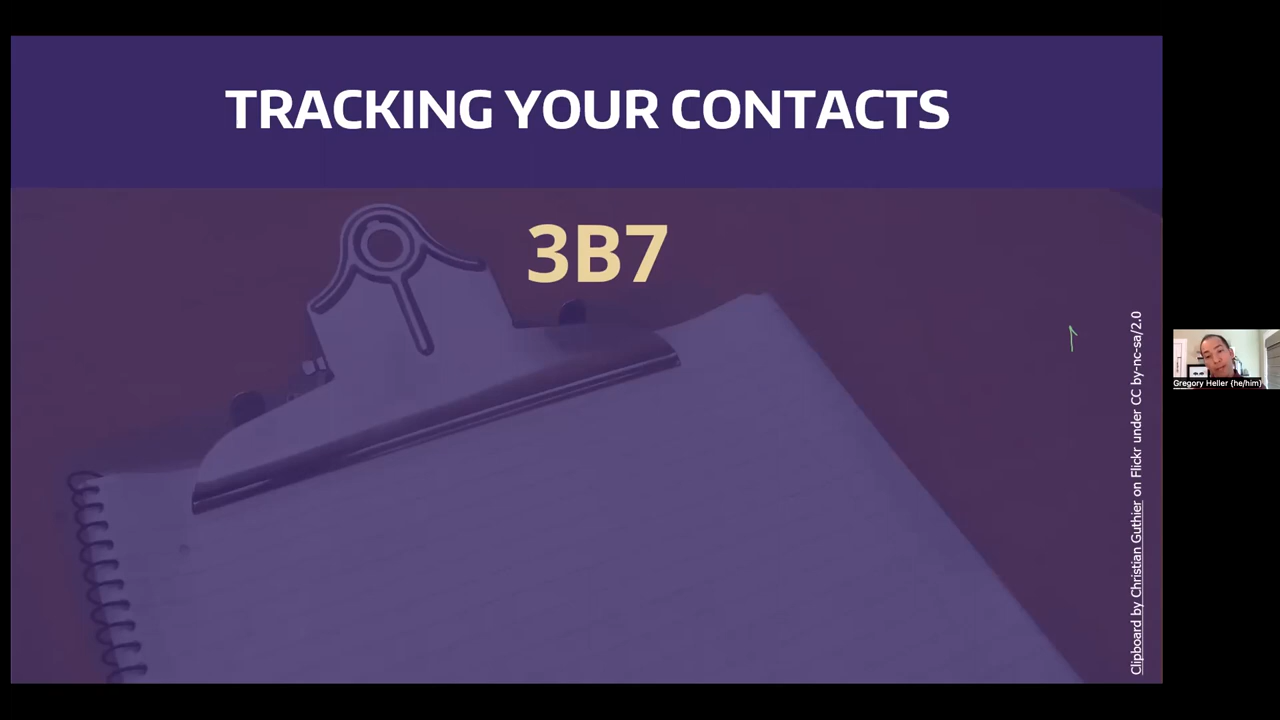 TRACKING YOUR CONTACTS
3B7
Clipboard by Christian Guthier on Flickr under CC by-nc-sa/2.0
Gregory Heller (he/him)